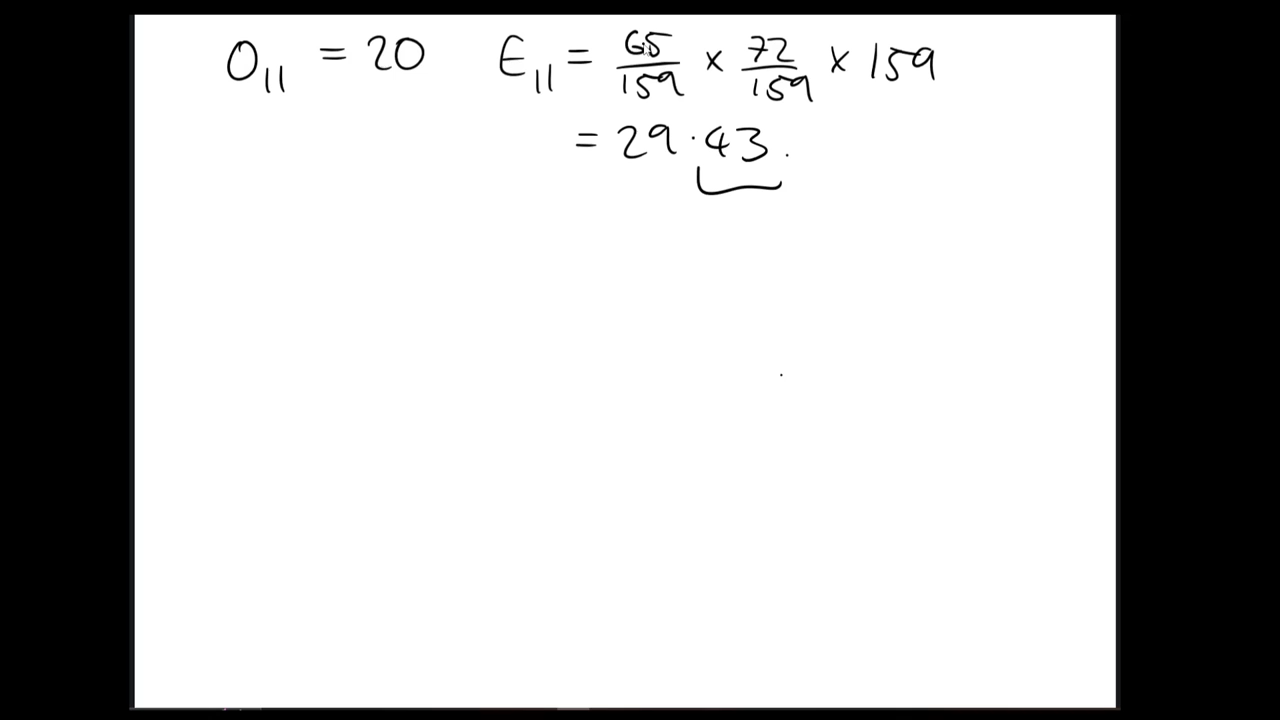 O₁₁ = 20 E₁₁ = 65/159 × 72/159 × 159
= 29.43.